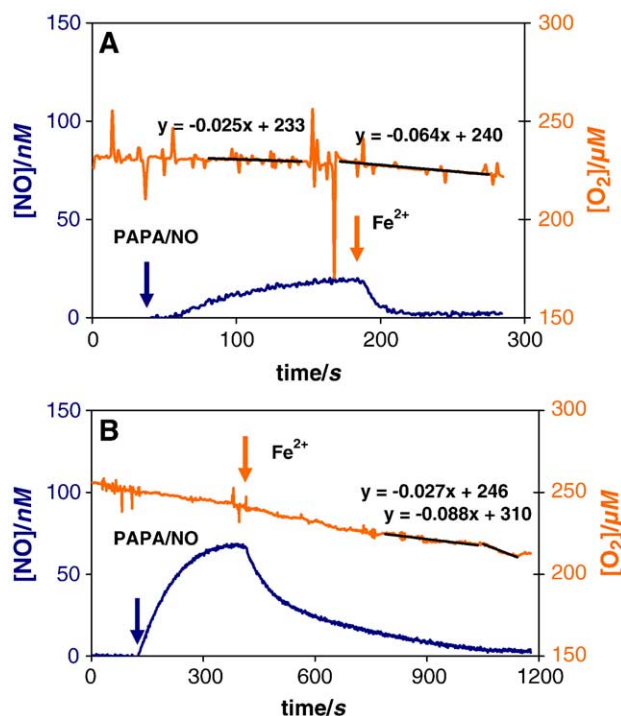 A
150
100
50
0
[NO]/nM
300
250
200
150
[O2]/µM
y = -0.025x + 233
y = -0.064x + 240
PAPA/NO
Fe2+
0
100
200
300
time/s
B
150
100
50
0
[NO]/nM
300
250
200
150
[O2]/µM
Fe2+
y = -0.027x + 246
y = -0.088x + 310
PAPA/NO
0
300
600
900
1200
time/s